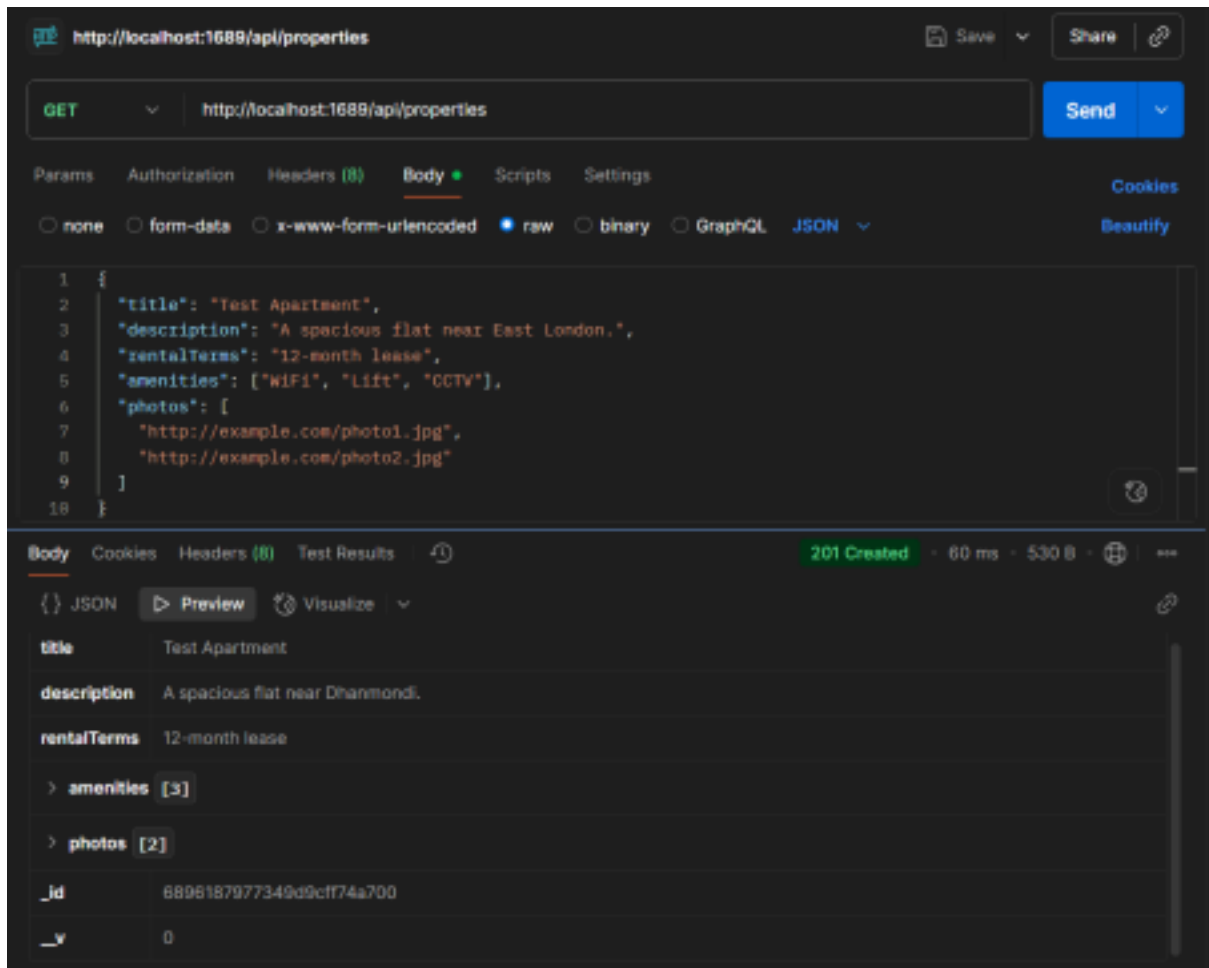 http://localhost:1689/api/properties Save Share
GET http://localhost:1689/api/properties Send
Params Authorization Headers (8) Body Scripts Settings Cookies
none form-data x-www-form-urlencoded raw binary GraphQL JSON Beautify
1 {
2 "title": "Test Apartment",
3 "description": "A spacious flat near East London.",
4 "rentalTerms": "12-month lease",
5 "amenities": ["WiFi", "Lift", "CCTV"],
6 "photos": [
7 "http://example.com/photo1.jpg",
8 "http://example.com/photo2.jpg"
9 ]
10 }
Body Cookies Headers (8) Test Results 201 Created 60 ms 530 B
{} JSON Preview Visualize
title Test Apartment
description A spacious flat near Dhanmondi.
rentalTerms 12-month lease
amenities [3]
photos [2]
_id 6896187977349d9cff74a700
__v 0